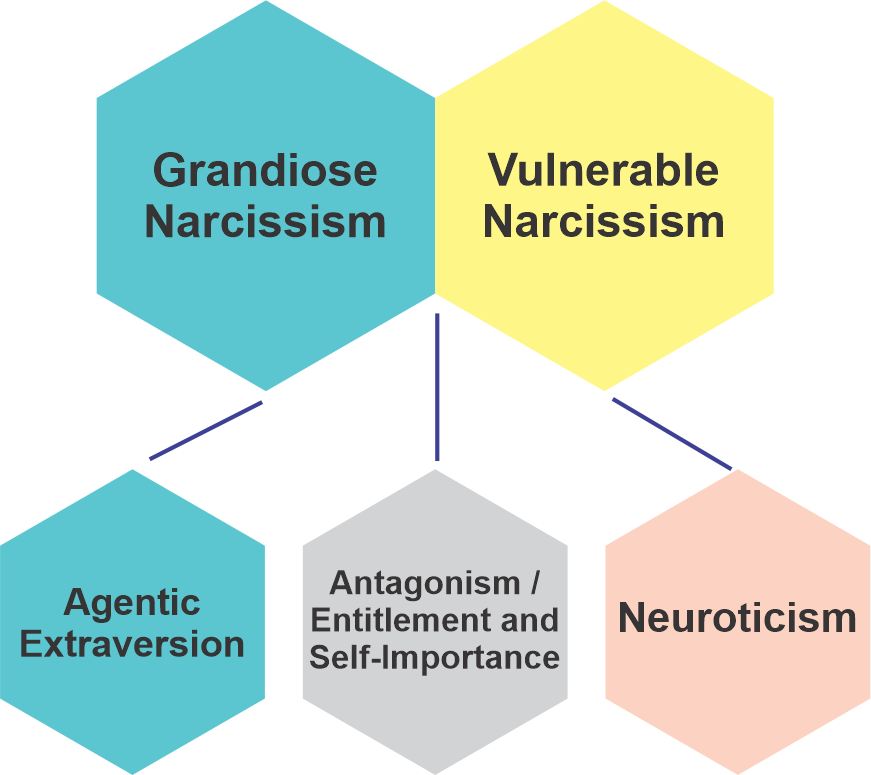 Grandiose
Narcissism
Vulnerable
Narcissism
Agentic
Extraversion
Antagonism /
Entitlement and
Self-Importance
Neuroticism